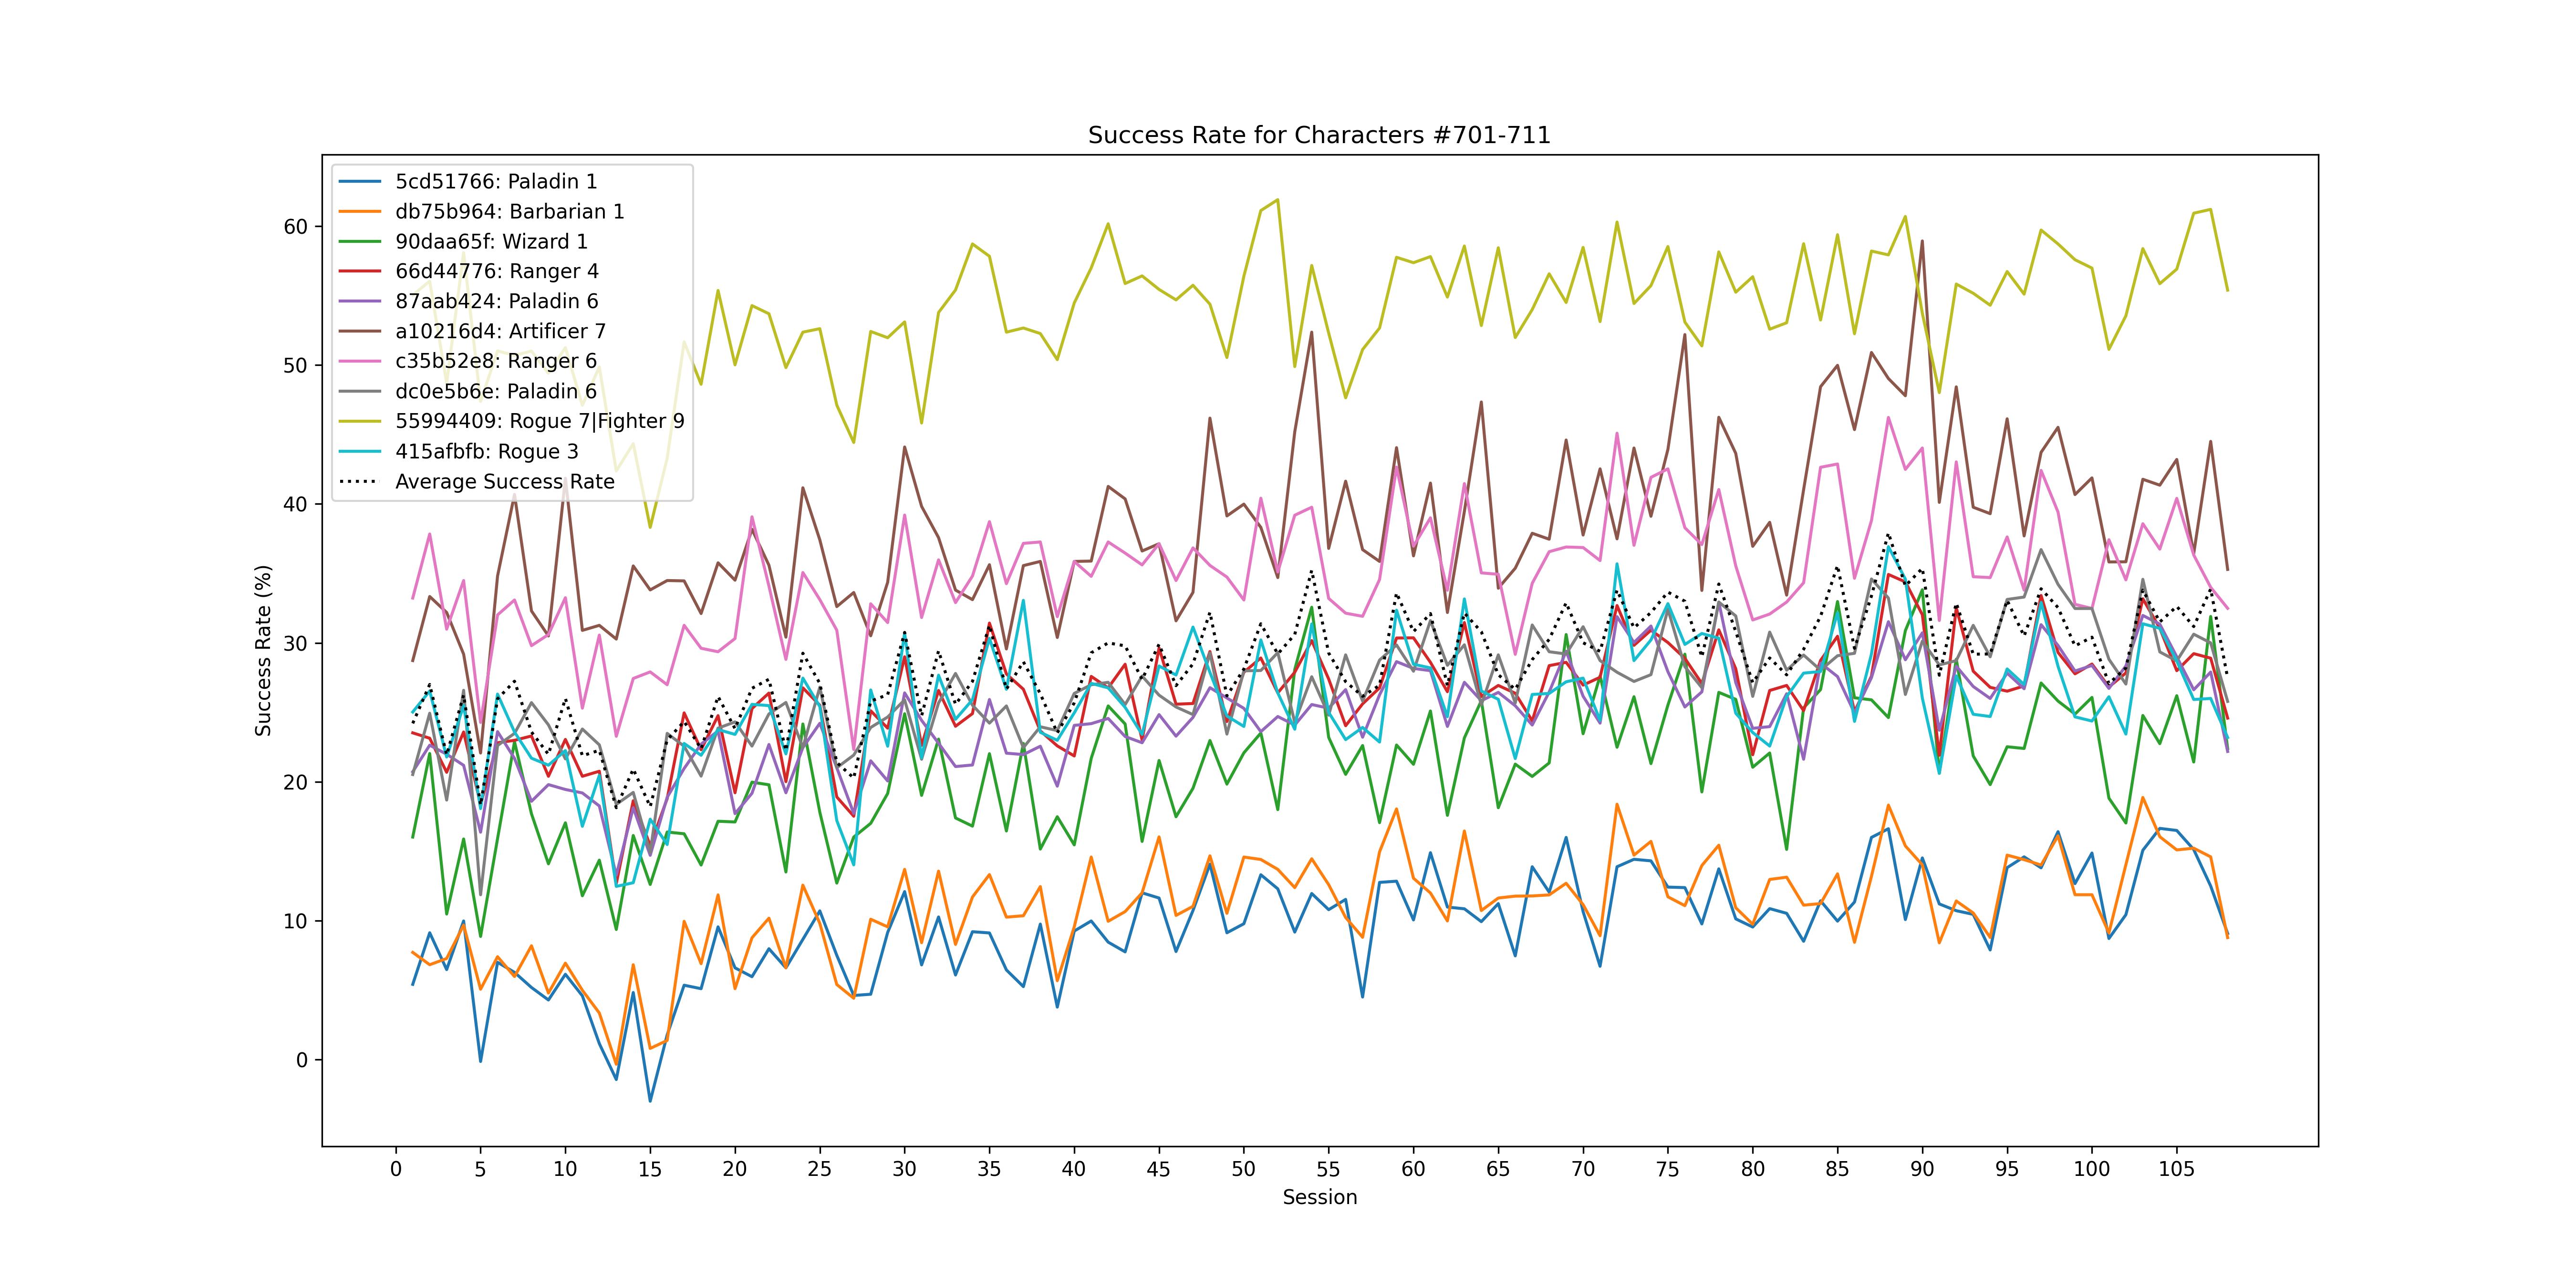 Success Rate for Characters #701-711
5cd51766: Paladin 1
db75b964: Barbarian 1
90daa65f: Wizard 1
66d44776: Ranger 4
87aab424: Paladin 6
a10216d4: Artificer 7
c35b52e8: Ranger 6
dc0e5b6e: Paladin 6
55994409: Rogue 7|Fighter 9
415afbfb: Rogue 3
Average Success Rate
Success Rate (%)
60
50
40
30
20
10
0
0 5 10 15 20 25 30 35 40 45 50 55 60 65 70 75 80 85 90 95 100 105
Session